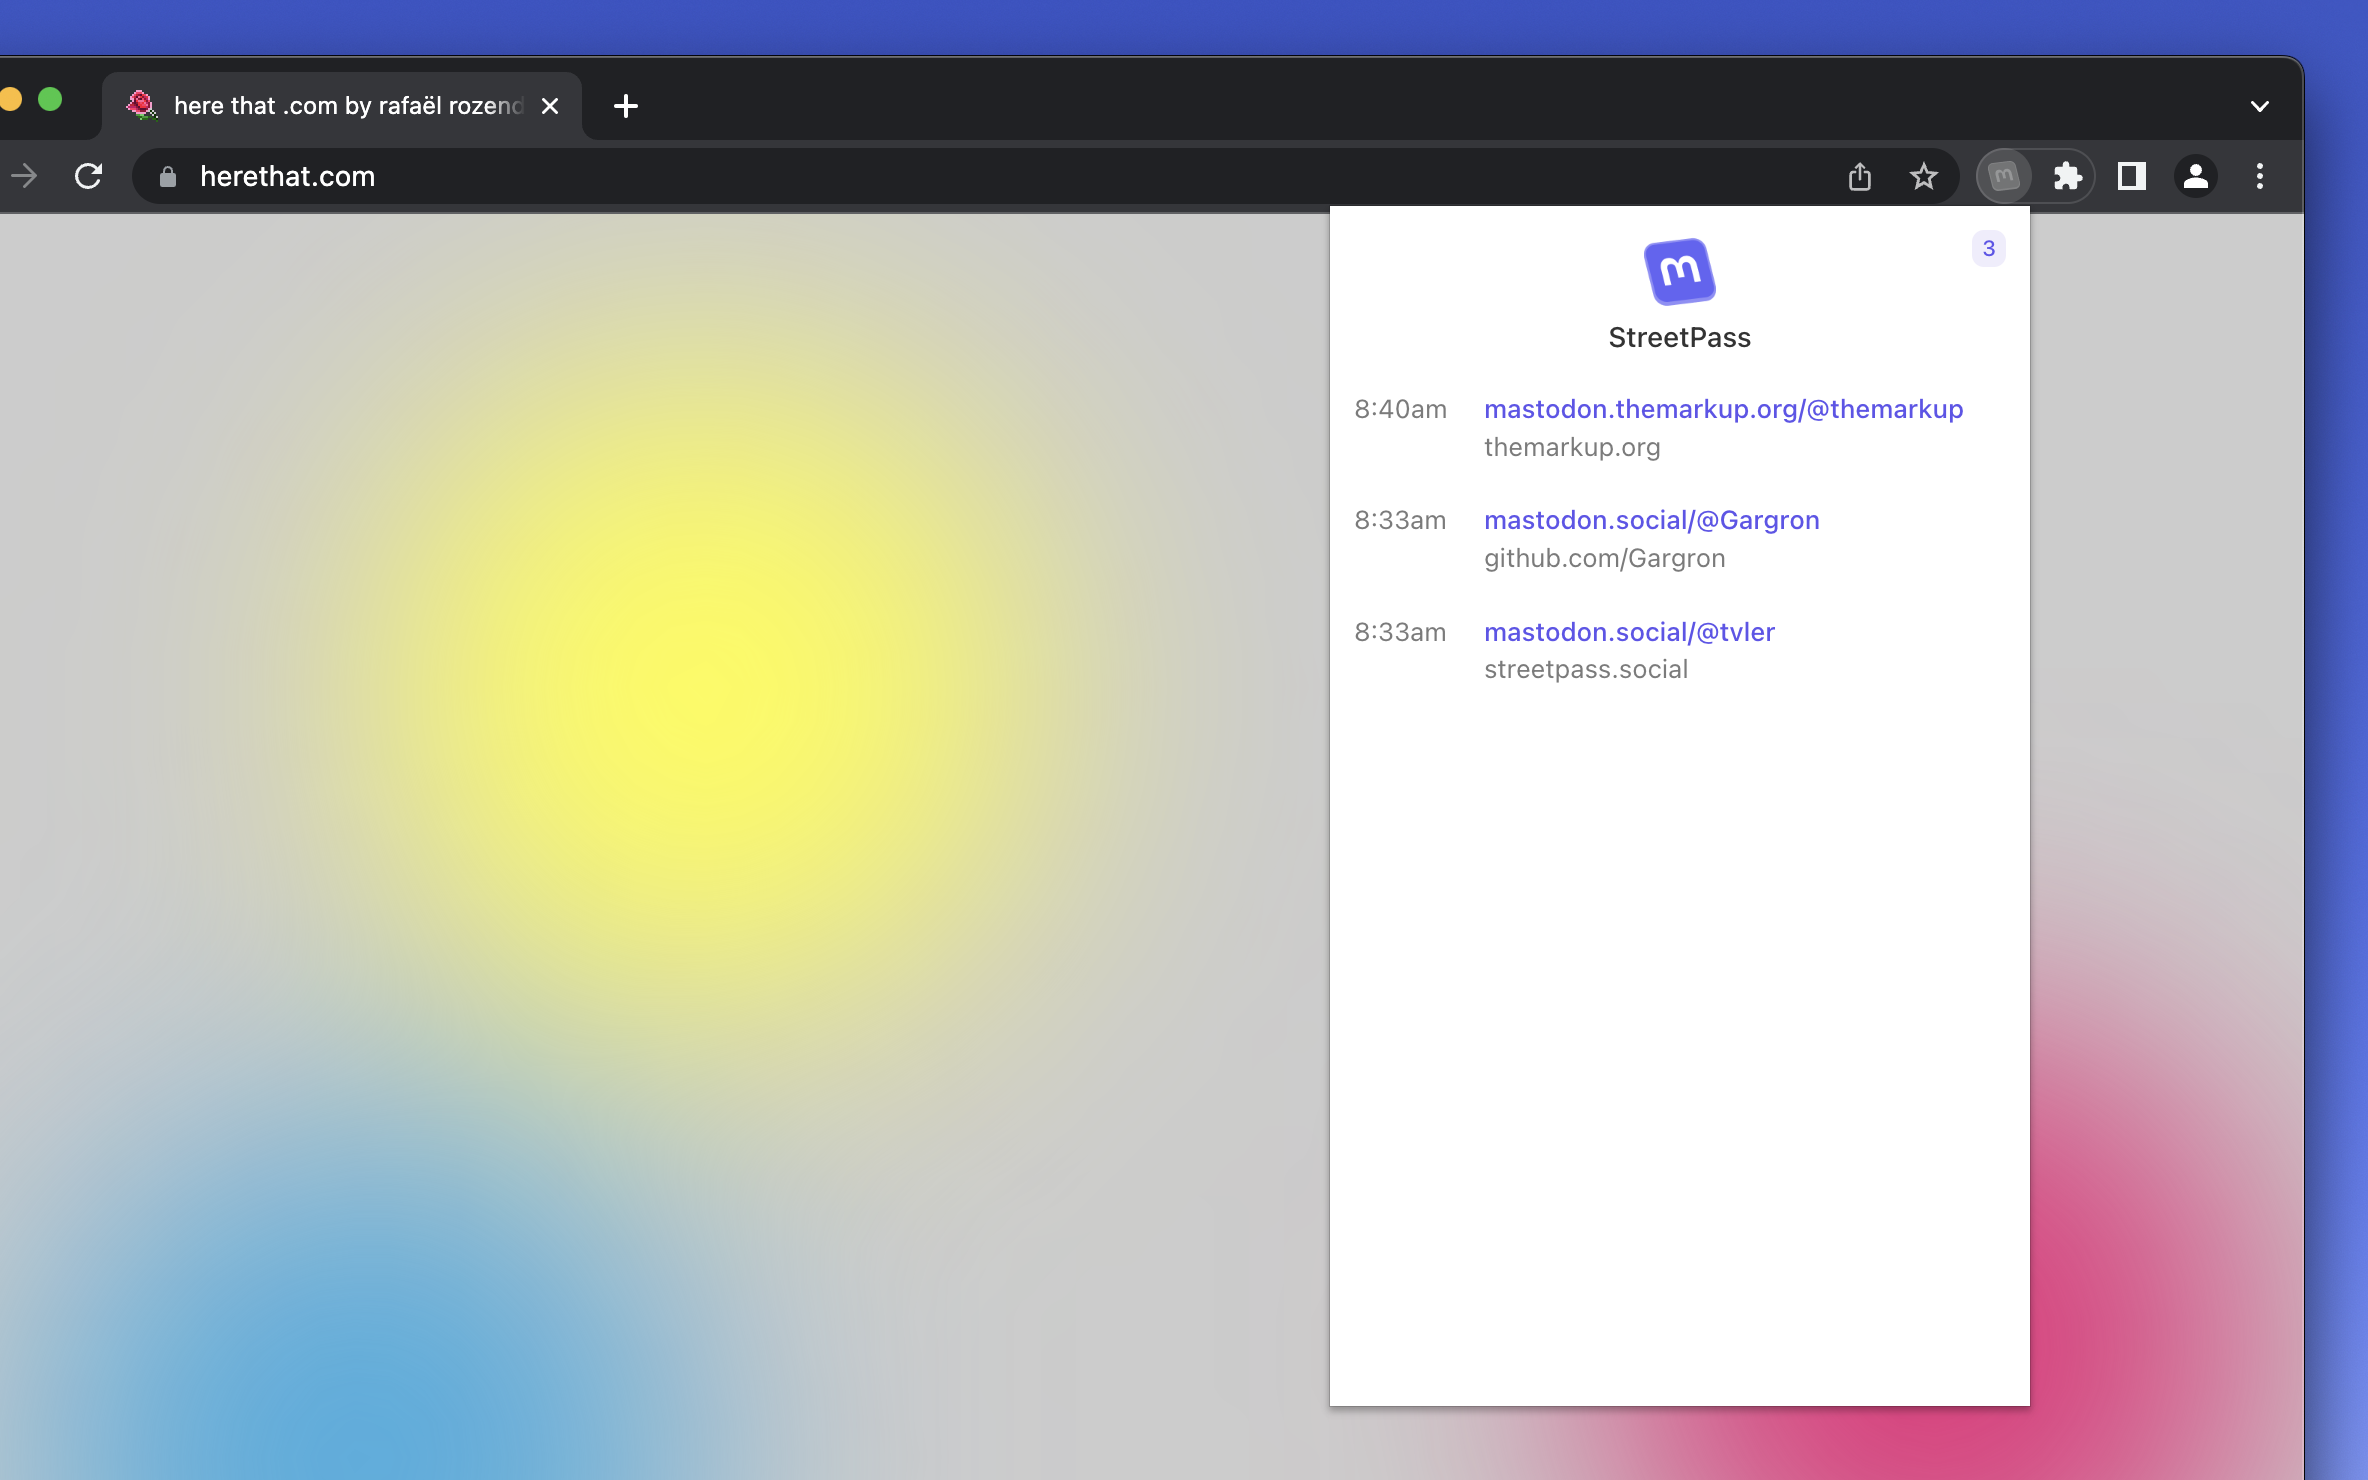 here that .com by rafaël rozend
herethat.com
3
StreetPass
8:40am mastodon.themarkup.org/@themarkup
themarkup.org
8:33am mastodon.social/@Gargron
github.com/Gargron
8:33am mastodon.social/@tvler
streetpass.social